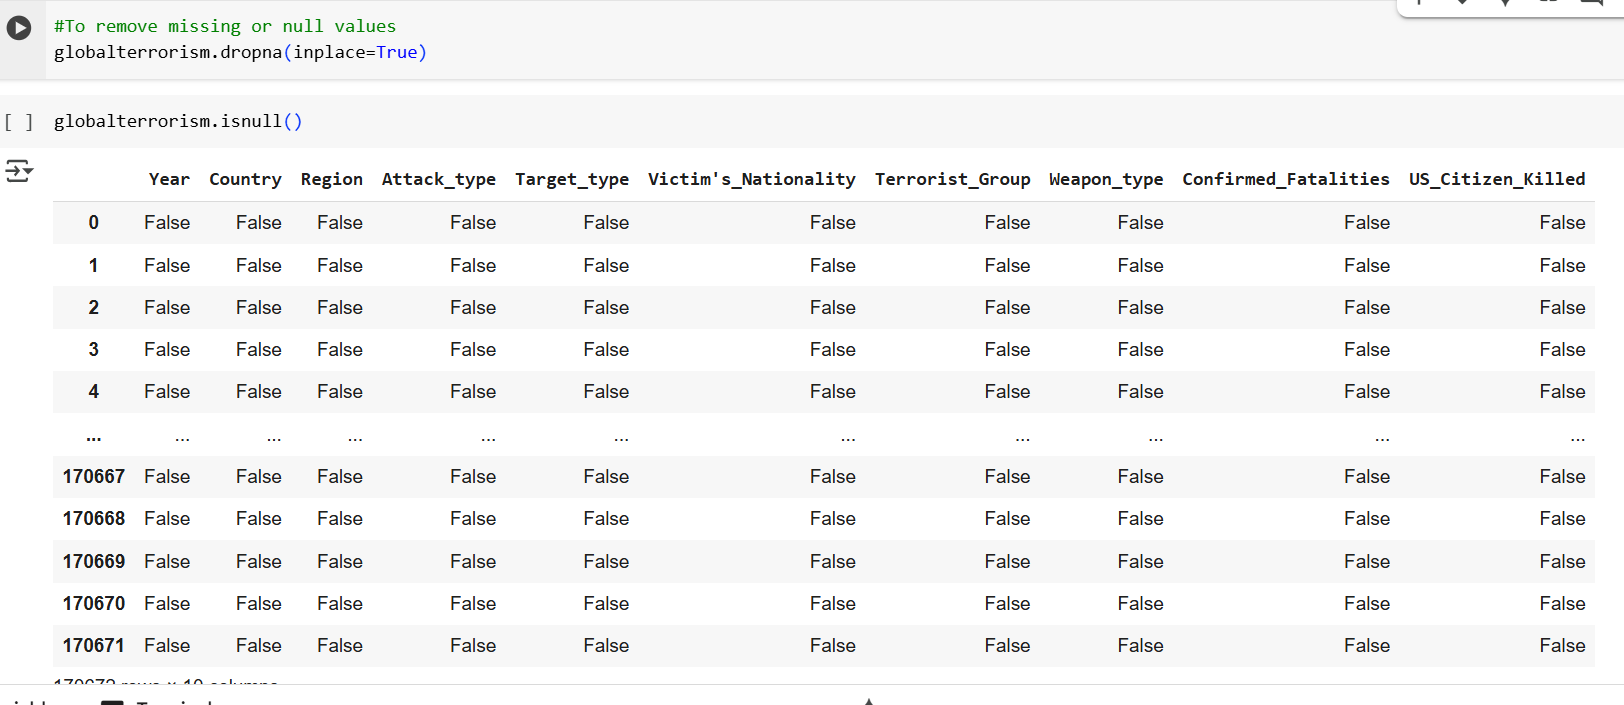 #To remove missing or null values
globalterrorism.dropna(inplace=True)
[ ] globalterrorism.isnull()
Year Country Region Attack_type Target_type Victim's_Nationality Terrorist_Group Weapon_type Confirmed_Fatalities US_Citizen_Killed
0 False False False False False False False False False False
1 False False False False False False False False False False
2 False False False False False False False False False False
3 False False False False False False False False False False
4 False False False False False False False False False False
... ... ... ... ... ... ... ... ... ... ...
170667 False False False False False False False False False False
170668 False False False False False False False False False False
170669 False False False False False False False False False False
170670 False False False False False False False False False False
170671 False False False False False False False False False False
170672 rows × 10 columns